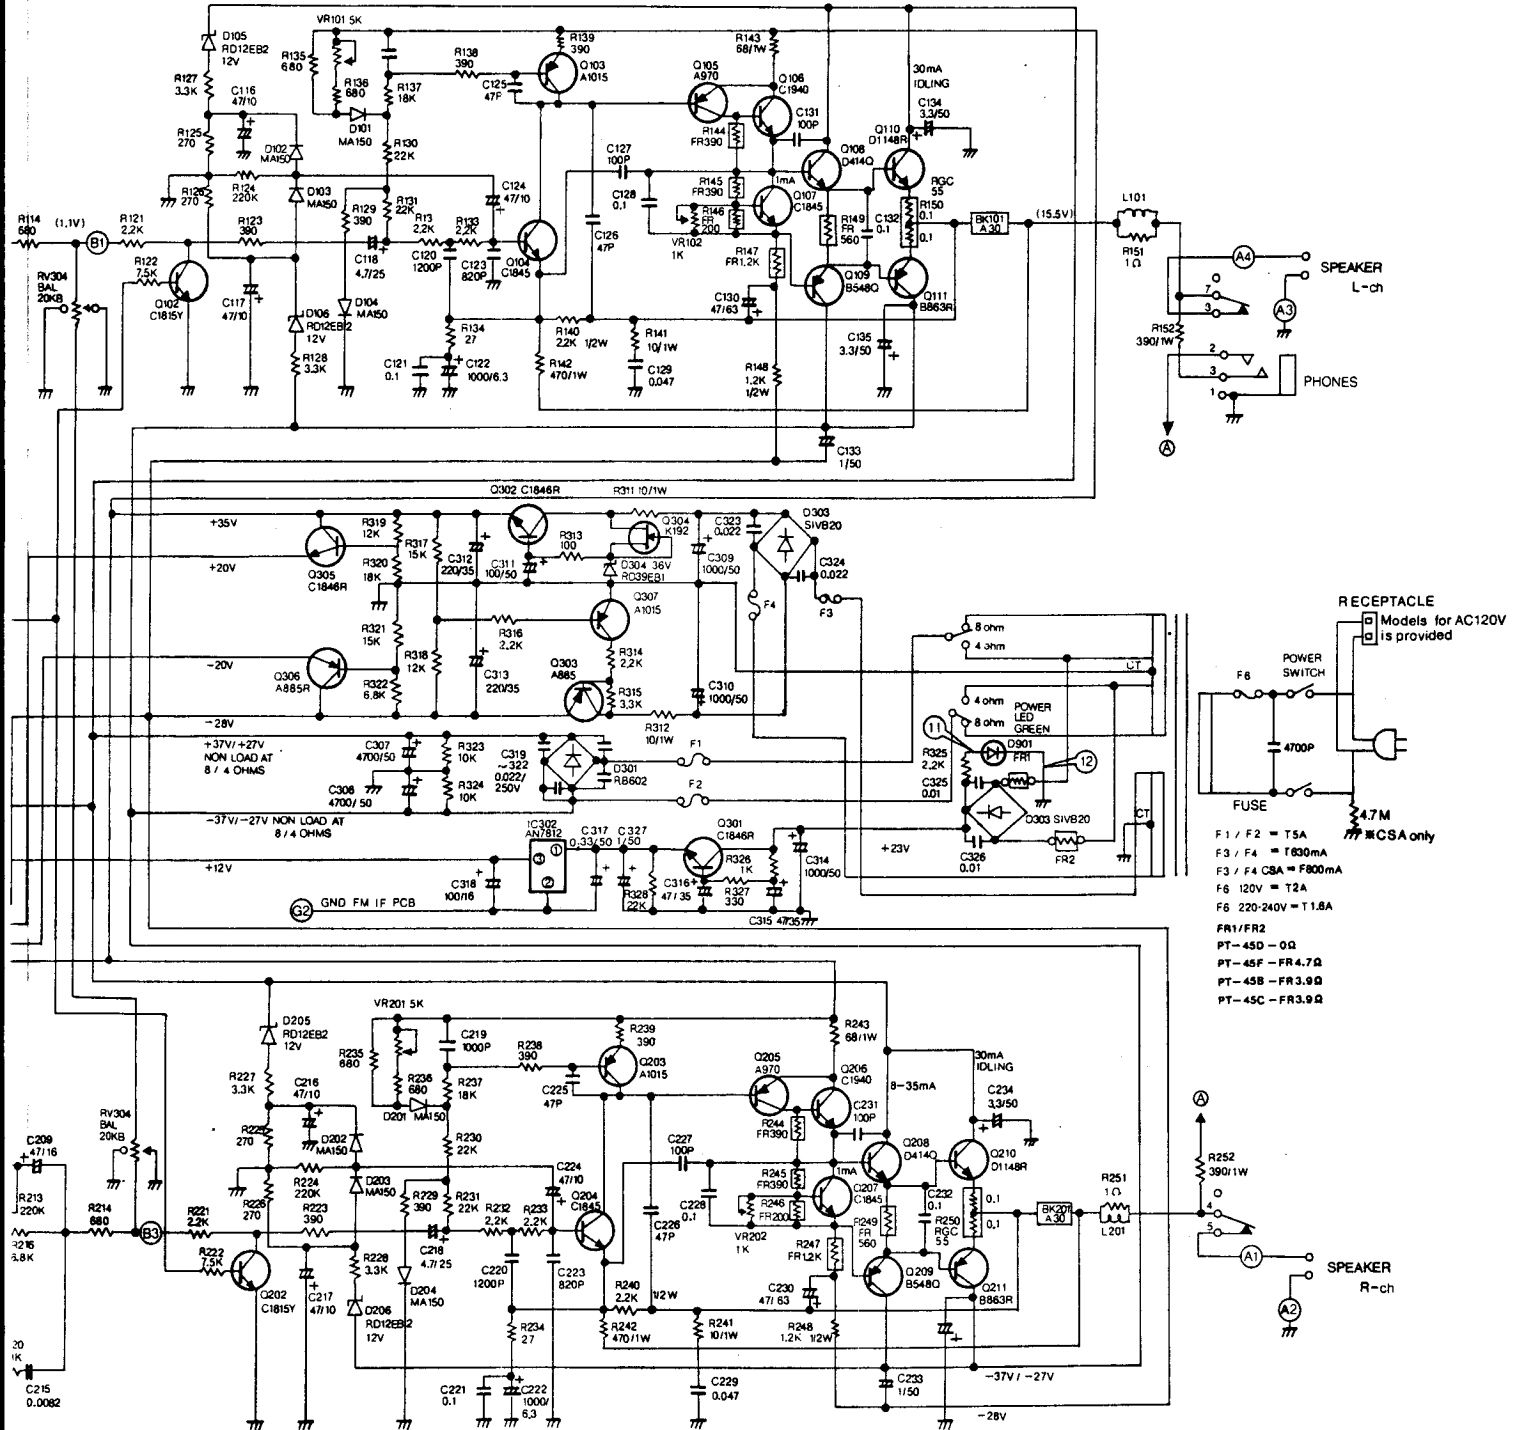 VR101 5K
D105
RD12EB2
12V
R135
680
R136
680
R137
18K
R138
390
R139
390
Q103
A1015
C125
47P
R143
68/1W
Q105
A970
Q106
C1940
C131
100P
30mA
IDLING
C134
3.3/50
R127
3.3K
C116
47/10
D101
MA150
R130
22K
R125
270
D102
MA150
C127
100P
R144
FR390
Q108
D414Q
Q110
D1148R
R126
270
R124
220K
D103
MA150
R129
390
R131
22K
R13
2.2K
R133
2.2K
C124
47/10
C128
0.1
R145
FR390
1mA
Q107
C1845
RGC
55
R150
0.1
0.1
L101
R114
680
(1.1V)
B1
R121
2.2K
R123
390
C126
47P
R146
FR
200
VR102
1K
R149
FR
560
C132
0.1
BK101
A30
(15.5V)
R151
1Ω
RV304
BAL
20KB
R122
7.5K
Q102
C1815Y
C117
47/10
C118
4.7/25
C120
1200P
C123
820P
Q104
C1845
R147
FR1.2K
Q109
B548Q
Q111
B863R
A4
SPEAKER
L-ch
7
3
A3
D106
RD12EB2
12V
D104
MA150
R128
3.3K
R134
27
C121
0.1
C122
1000/6.3
R140
2.2K 1/2W
R142
470/1W
R141
10/1W
C129
0.047
C130
47/63
R148
1.2K
1/2W
C135
3.3/50
R152
390/1W
2
3
1
PHONES
A
C133
1/50
Q302 C1846R
R311 10/1W
+35V
R319
12K
R317
15K
C312
220/35
C311
100/50
R313
100
Q304
K192
C323
0.022
D303
SIVB20
+20V
Q305
C1846R
R320
18K
D304 36V
RD39EB1
C309
1000/50
C324
0.022
F4
F3
Q307
A1015
R316
2.2K
R321
15K
R318
12K
R314
2.2K
-20V
Q306
A885R
R322
6.8K
C313
220/35
Q303
A885
R315
3.3K
C310
1000/50
R312
10/1W
-28V
8 ohm
4 ohm
CT
4 ohm
8 ohm
POWER
LED
GREEN
RECEPTACLE
Models for AC120V
is provided
POWER
SWITCH
F6
4700P
FUSE
4.7M
※CSA only
+37V/+27V
NON LOAD AT
8 / 4 OHMS
C307
4700/50
R323
10K
C319
~322
0.022/
250V
D301
RB602
F1
F2
11
D901
FR1
12
R325
2.2K
C325
0.01
C308
4700/50
R324
10K
-37V/-27V NON LOAD AT
8 / 4 OHMS
D303 SIVB20
C326
0.01
FR2
CT
IC302
AN7812
C317
0.33/50
C327
1/50
Q301
C1846R
+12V
3
1
2
R326
1K
C314
1000/50
+23V
C318
100/16
R328
22K
C316
47/35
R327
330
C315 47/35
G2 GND FM IF PCB
F1 / F2 = T5A
F3 / F4 = T630mA
F3 / F4 CSA = F800mA
F6 120V = T2A
F6 220-240V = T1.6A
FR1/FR2
PT-45D - 0Ω
PT-45F - FR4.7Ω
PT-45B - FR3.9Ω
PT-45C - FR3.9Ω
VR201 5K
D205
RD12EB2
12V
R235
680
C219
1000P
R238
390
R239
390
Q203
A1015
R243
68/1W
Q205
A970
Q206
C1940
30mA
IDLING
8-35mA
R227
3.3K
C216
47/10
R236
680
D201 MA150
R237
18K
C225
47P
C231
100P
C234
3.3/50
RV304
BAL
20KB
R225
270
D202
MA150
R230
22K
C227
100P
R244
FR390
Q208
D414Q
Q210
D1148R
A
C209
47/16
R213
220K
R224
220K
D203
MA150
R226
270
R229
390
R231
22K
C224
47/10
Q204
C1845
R245
FR390
1mA
Q207
C1845
C232
0.1
0.1
0.1
R252
390/1W
R251
1Ω
L201
BK201
A30
4
5
R214
680
B3
R221
2.2K
R223
390
R232
2.2K
R233
2.2K
C226
47P
C228
0.1
R246
FR200
VR202
1K
R249
FR
560
R250
RGC
55
R216
6.8K
R222
7.5K
Q202
C1815Y
C217
47/10
R228
3.3K
C218
4.7/25
C220
1200P
C223
820P
R247
FR1.2K
Q209
B548Q
Q211
B863R
A1
SPEAKER
R-ch
A2
D206
RD12EB2
12V
D204
MA150
R240
2.2K
1/2W
C230
47/63
R234
27
R242
470/1W
R241
10/1W
R248
1.2K 1/2W
C215
0.0082
C221
0.1
C222
1000/
6.3
C229
0.047
C233
1/50
-37V / -27V
-28V